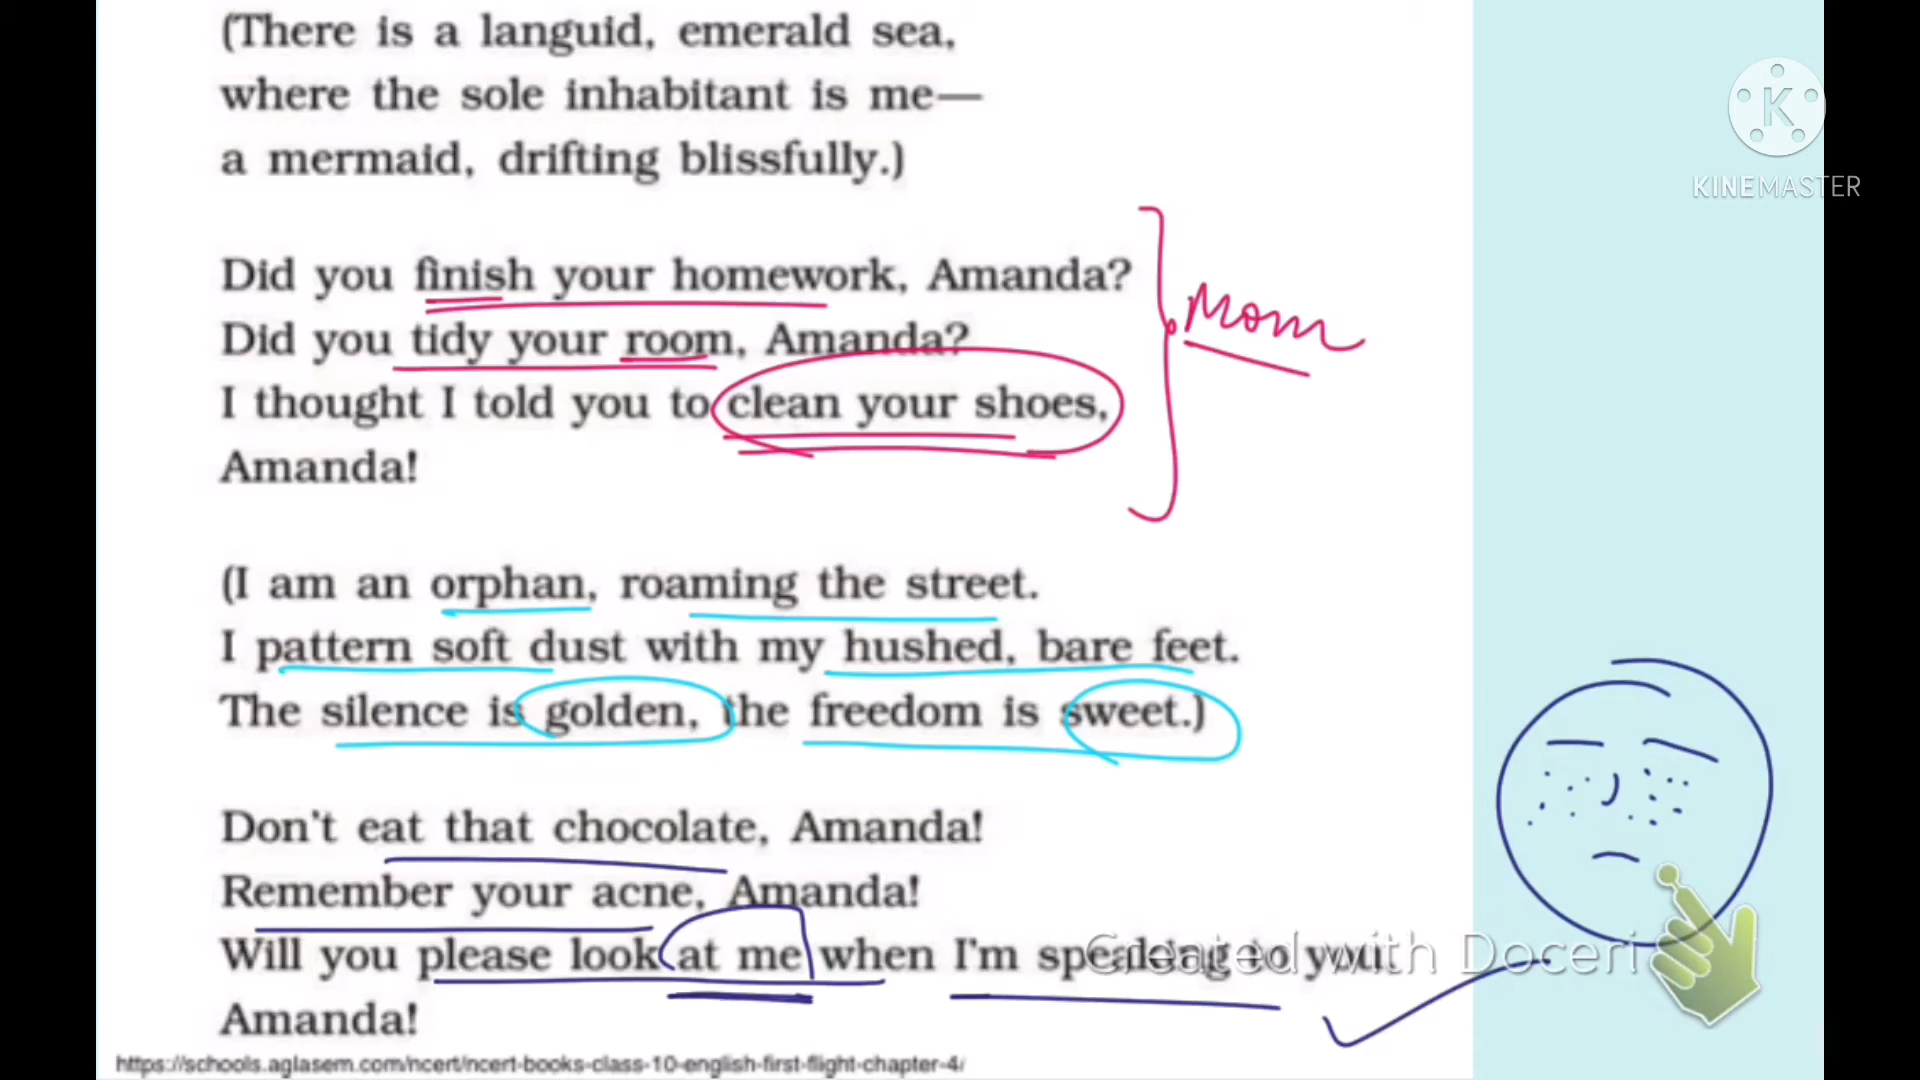 (There is a languid, emerald sea,
where the sole inhabitant is me—
a mermaid, drifting blissfully.)
Did you finish your homework, Amanda?
Did you tidy your room, Amanda?
I thought I told you to clean your shoes,
Amanda!
Mom
(I am an orphan, roaming the street.
I pattern soft dust with my hushed, bare feet.
The silence is golden, the freedom is sweet.)
Don't eat that chocolate, Amanda!
Remember your acne, Amanda!
Will you please look at me when I'm speaking to you,
Amanda!
https://schools.aglasem.com/ncert/ncert-books-class-10-english-first-flight-chapter-4/
K
KINEMASTER
Created with Doceri